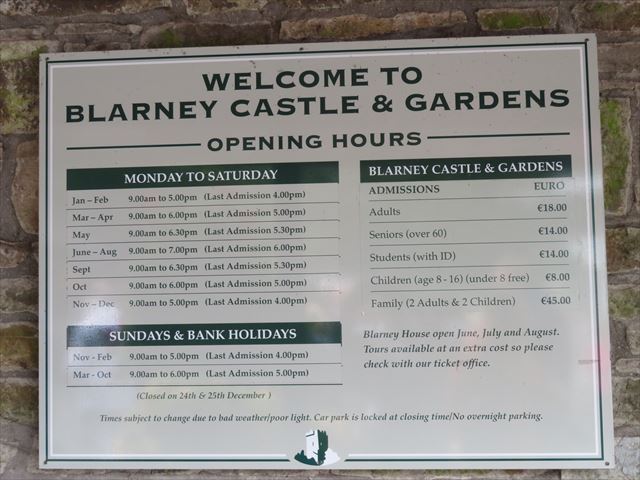 WELCOME TO
BLARNEY CASTLE & GARDENS
OPENING HOURS
MONDAY TO SATURDAY
Jan – Feb 9.00am to 5.00pm (Last Admission 4.00pm)
Mar – Apr 9.00am to 6.00pm (Last Admission 5.00pm)
May 9.00am to 6.30pm (Last Admission 5.30pm)
June – Aug 9.00am to 7.00pm (Last Admission 6.00pm)
Sept 9.00am to 6.30pm (Last Admission 5.30pm)
Oct 9.00am to 6.00pm (Last Admission 5.00pm)
Nov – Dec 9.00am to 5.00pm (Last Admission 4.00pm)
SUNDAYS & BANK HOLIDAYS
Nov - Feb 9.00am to 5.00pm (Last Admission 4.00pm)
Mar - Oct 9.00am to 6.00pm (Last Admission 5.00pm)
(Closed on 24th & 25th December )
BLARNEY CASTLE & GARDENS
ADMISSIONS EURO
Adults €18.00
Seniors (over 60) €14.00
Students (with ID) €14.00
Children (age 8 - 16) (under 8 free) €8.00
Family (2 Adults & 2 Children) €45.00
Blarney House open June, July and August.
Tours available at an extra cost so please
check with our ticket office.
Times subject to change due to bad weather/poor light. Car park is locked at closing time/No overnight parking.